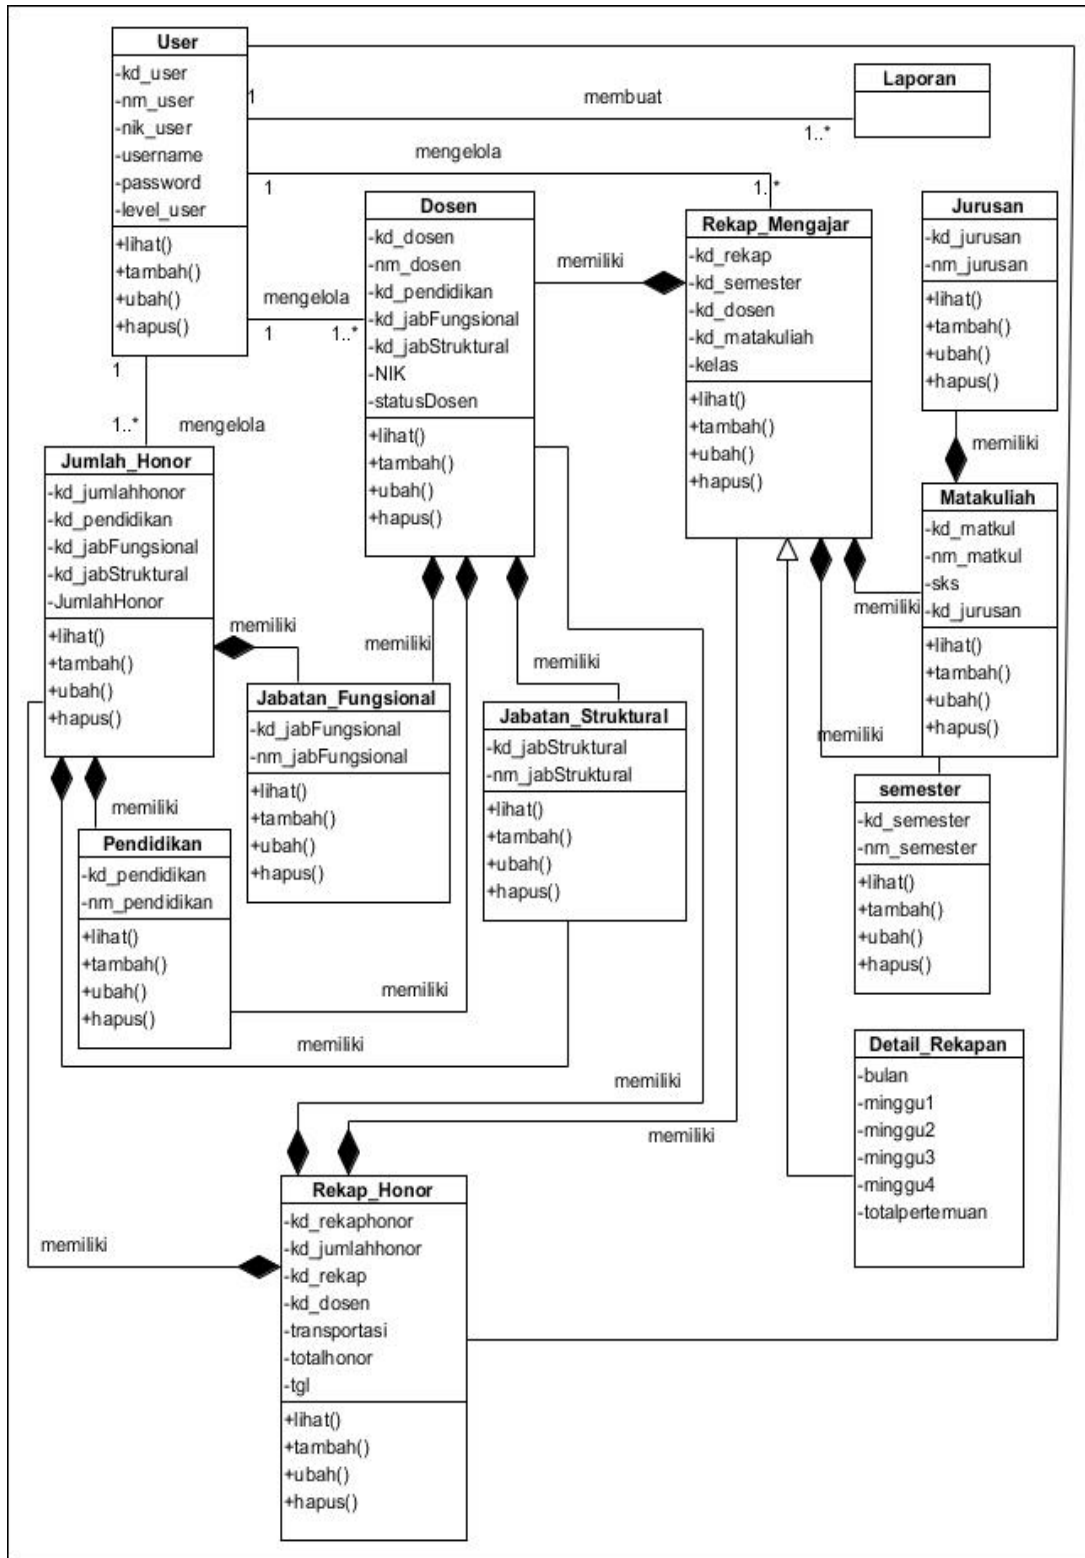 User
-kd_user
-nm_user
-nik_user
-username
-password
-level_user
+lihat()
+tambah()
+ubah()
+hapus()
1
membuat
1..*
Laporan
mengelola
1
1..*
Dosen
-kd_dosen
-nm_dosen
-kd_pendidikan
-kd_jabFungsional
-kd_jabStruktural
-NIK
-statusDosen
+lihat()
+tambah()
+ubah()
+hapus()
memiliki
Rekap_Mengajar
-kd_rekap
-kd_semester
-kd_dosen
-kd_matakuliah
-kelas
+lihat()
+tambah()
+ubah()
+hapus()
Jurusan
-kd_jurusan
-nm_jurusan
+lihat()
+tambah()
+ubah()
+hapus()
mengelola
1
1..*
1
1..*
mengelola
memiliki
Jumlah_Honor
-kd_jumlahhonor
-kd_pendidikan
-kd_jabFungsional
-kd_jabStruktural
-JumlahHonor
+lihat()
+tambah()
+ubah()
+hapus()
Matakuliah
-kd_matkul
-nm_matkul
-sks
-kd_jurusan
+lihat()
+tambah()
+ubah()
+hapus()
memiliki
memiliki
memiliki
memiliki
memiliki
Jabatan_Fungsional
-kd_jabFungsional
-nm_jabFungsional
+lihat()
+tambah()
+ubah()
+hapus()
Jabatan_Struktural
-kd_jabStruktural
-nm_jabStruktural
+lihat()
+tambah()
+ubah()
+hapus()
semester
-kd_semester
-nm_semester
+lihat()
+tambah()
+ubah()
+hapus()
memiliki
Pendidikan
-kd_pendidikan
-nm_pendidikan
+lihat()
+tambah()
+ubah()
+hapus()
memiliki
memiliki
memiliki
memiliki
Detail_Rekapan
-bulan
-minggu1
-minggu2
-minggu3
-minggu4
-totalpertemuan
memiliki
Rekap_Honor
-kd_rekaphonor
-kd_jumlahhonor
-kd_rekap
-kd_dosen
-transportasi
-totalhonor
-tgl
+lihat()
+tambah()
+ubah()
+hapus()